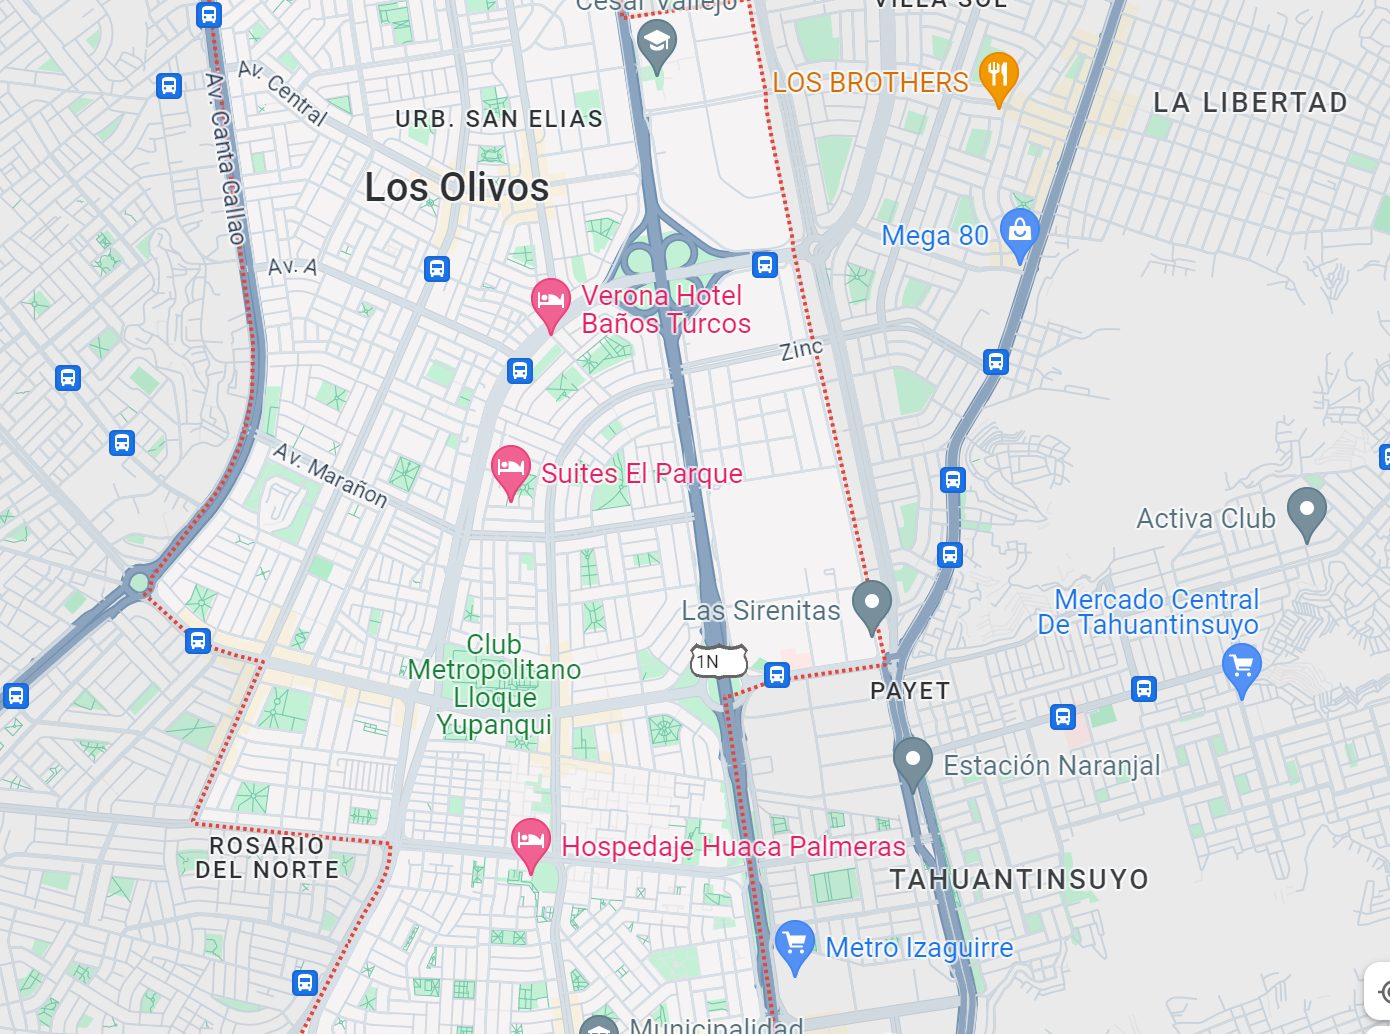 César Vallejo
VILLA SOL
Av. Central
LOS BROTHERS
LA LIBERTAD
Av. Canta Callao
URB. SAN ELIAS
Los Olivos
Mega 80
Av. A
Verona Hotel
Baños Turcos
Zinc
Av. Marañon
Suites El Parque
Activa Club
Las Sirenitas
Mercado Central
De Tahuantinsuyo
Club
Metropolitano
Lloque
Yupanqui
1N
PAYET
Estación Naranjal
ROSARIO
DEL NORTE
Hospedaje Huaca Palmeras
TAHUANTINSUYO
Metro Izaguirre
Municipalidad